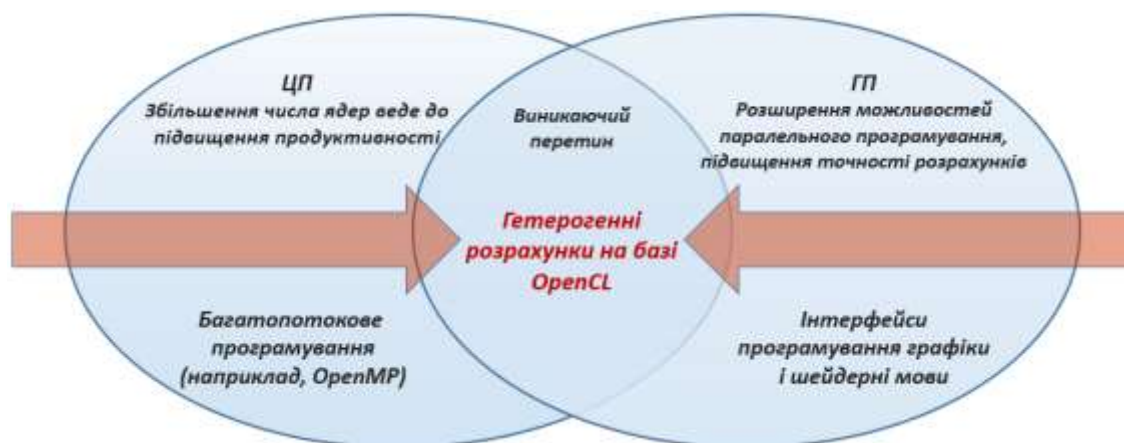 ЦП
Збільшення числа ядер веде до
підвищення продуктивності
Виникаючий
перетин
ГП
Розширення можливостей
паралельного програмування,
підвищення точності розрахунків
Гетерогенні
розрахунки на базі
OpenCL
Багатопотокове
програмування
(наприклад, OpenMP)
Інтерфейси
програмування графіки
і шейдерні мови